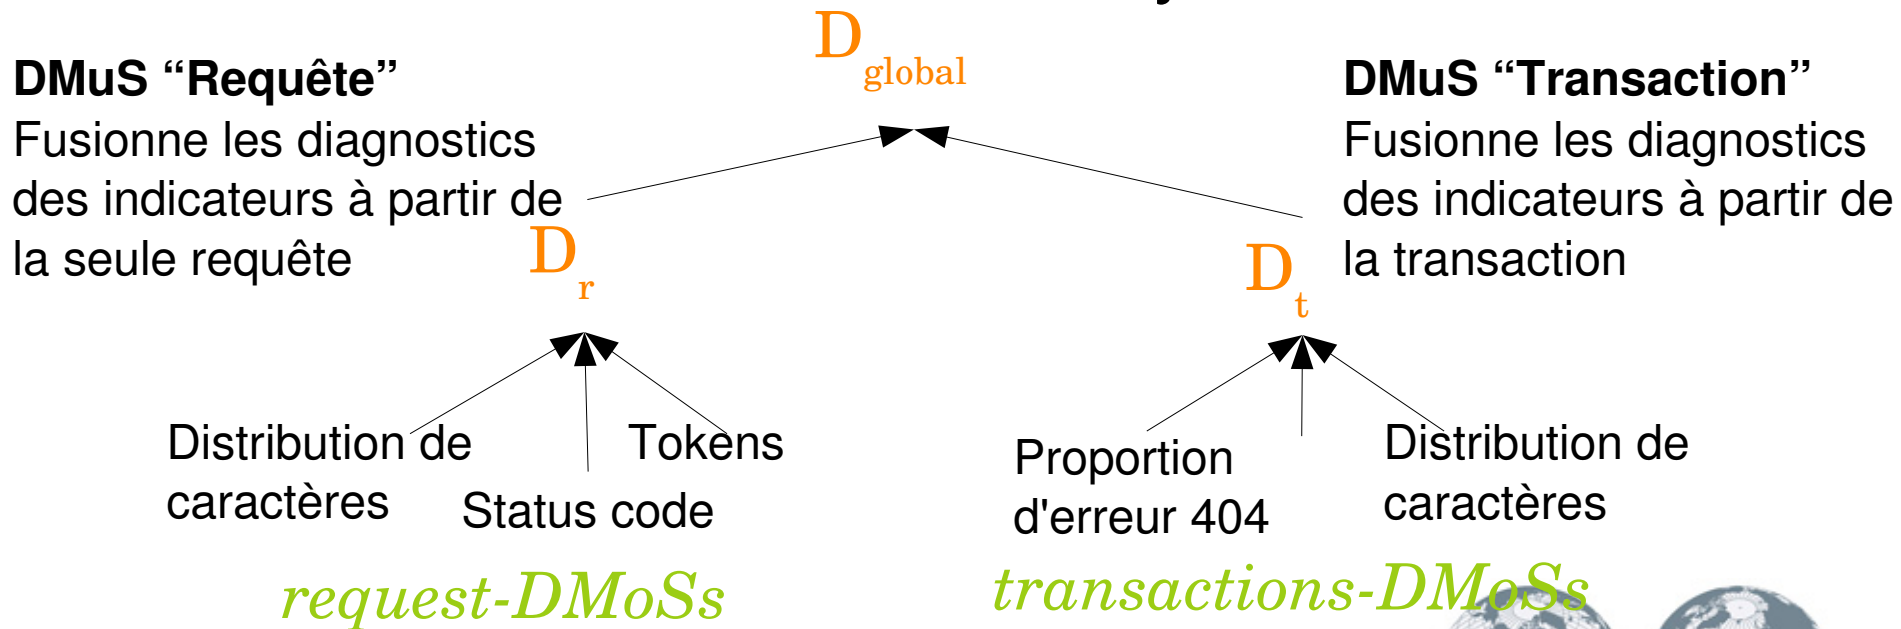 D global
DMuS “Requête”
Fusionne les diagnostics
des indicateurs à partir de
la seule requête
DMuS “Transaction”
Fusionne les diagnostics
des indicateurs à partir de
la transaction
D r
D t
Distribution de
caractères
Status code
Tokens
Proportion
d'erreur 404
Distribution de
caractères
request-DMoSs
transactions-DMoSs